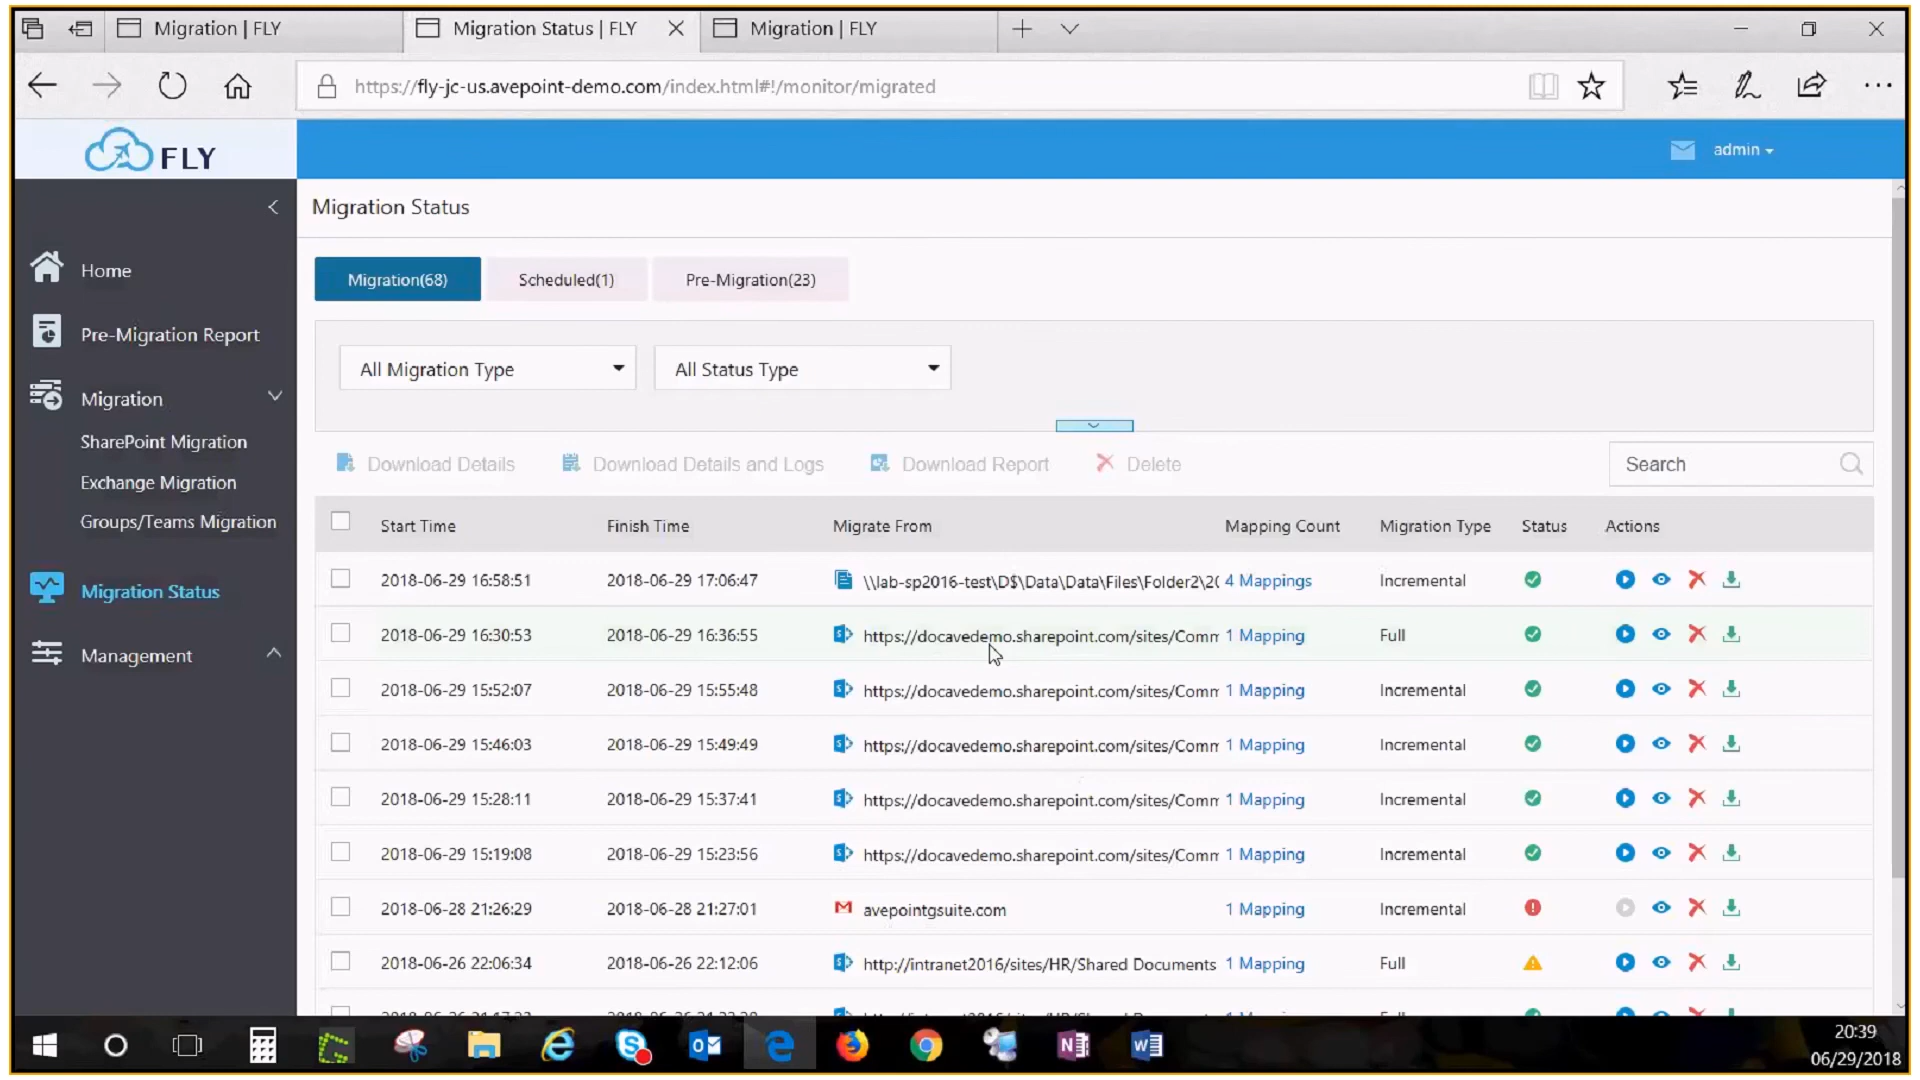 Migration | FLY
Migration Status | FLY
Migration | FLY
https://fly-jc-us.avepoint-demo.com/index.html#!/monitor/migrated
FLY
admin
Migration Status
Home
Pre-Migration Report
Migration
SharePoint Migration
Exchange Migration
Groups/Teams Migration
Migration Status
Management
Migration(68) Scheduled(1) Pre-Migration(23)
All Migration Type All Status Type
Download Details Download Details and Logs Download Report Delete Search
Start Time Finish Time Migrate From Mapping Count Migration Type Status Actions
2018-06-29 16:58:51 2018-06-29 17:06:47 \\lab-sp2016-test\D$\Data\Data\Files\Folder2\2 4 Mappings Incremental
2018-06-29 16:30:53 2018-06-29 16:36:55 https://docavedemo.sharepoint.com/sites/Comm 1 Mapping Full
2018-06-29 15:52:07 2018-06-29 15:55:48 https://docavedemo.sharepoint.com/sites/Comm 1 Mapping Incremental
2018-06-29 15:46:03 2018-06-29 15:49:49 https://docavedemo.sharepoint.com/sites/Comm 1 Mapping Incremental
2018-06-29 15:28:11 2018-06-29 15:37:41 https://docavedemo.sharepoint.com/sites/Comm 1 Mapping Incremental
2018-06-29 15:19:08 2018-06-29 15:23:56 https://docavedemo.sharepoint.com/sites/Comm 1 Mapping Incremental
2018-06-28 21:26:29 2018-06-28 21:27:01 avepointgsuite.com 1 Mapping Incremental
2018-06-26 22:06:34 2018-06-26 22:12:06 http://intranet2016/sites/HR/Shared Documents 1 Mapping Full
20:39
06/29/2018